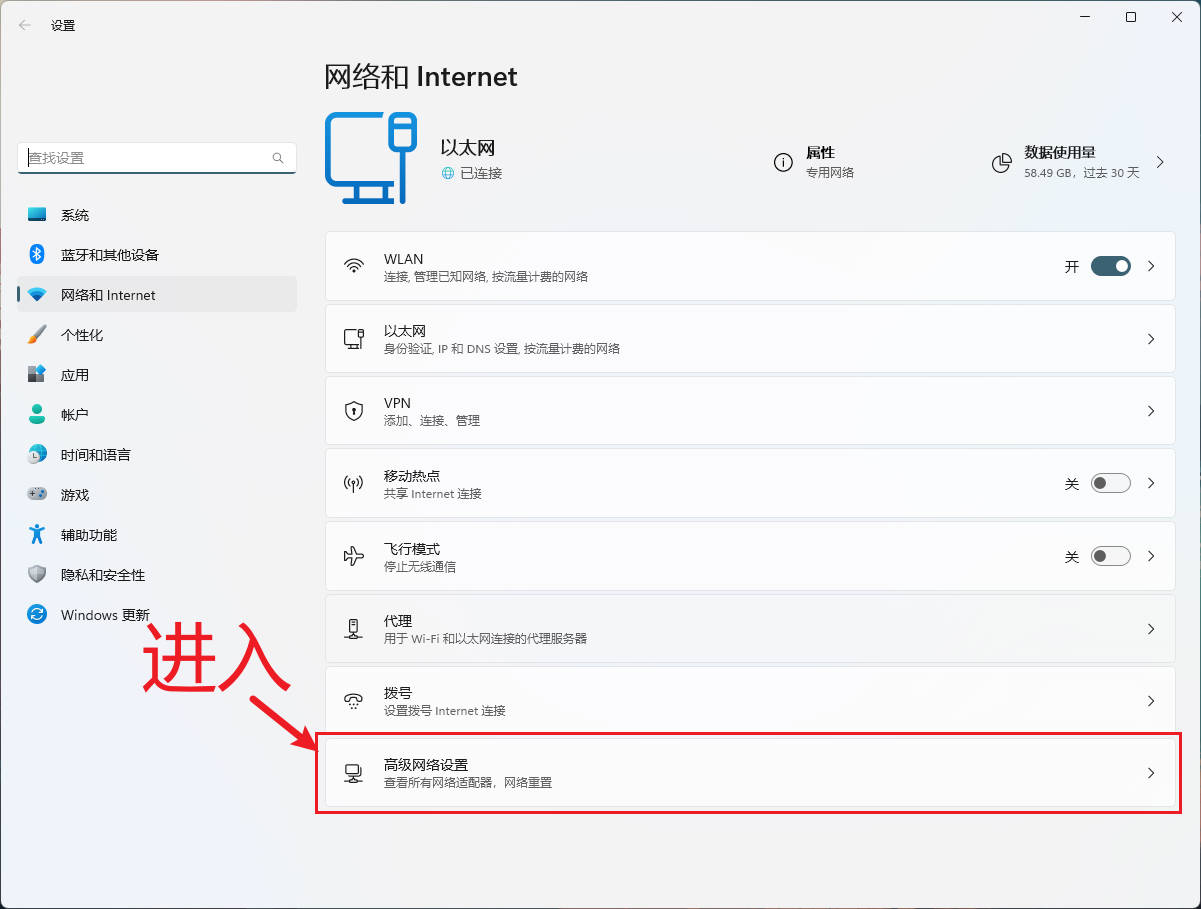 设置
网络和 Internet
查找设置
以太网
已连接
属性
专用网络
数据使用量
58.49 GB，过去 30 天
系统
蓝牙和其他设备
网络和 Internet
个性化
应用
帐户
时间和语言
游戏
辅助功能
隐私和安全性
Windows 更新
WLAN
连接, 管理已知网络, 按流量计费的网络
开
以太网
身份验证, IP 和 DNS 设置, 按流量计费的网络
VPN
添加、连接、管理
移动热点
共享 Internet 连接
关
飞行模式
停止无线通信
关
代理
用于 Wi-Fi 和以太网连接的代理服务器
拨号
设置拨号 Internet 连接
进入
高级网络设置
查看所有网络适配器，网络重置